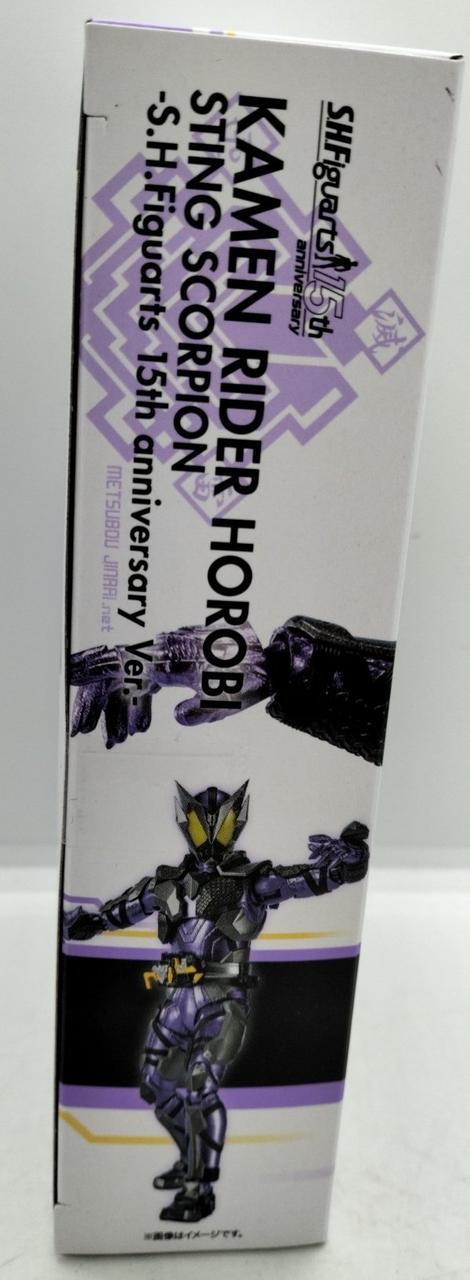 S.H.Figuarts 15th
anniversary
KAMEN RIDER HOROBI
STING SCORPION
-S.H.Figuarts 15th anniversary Ver.-
滅
METSUBOU JINRAI.net
※画像はイメージです。